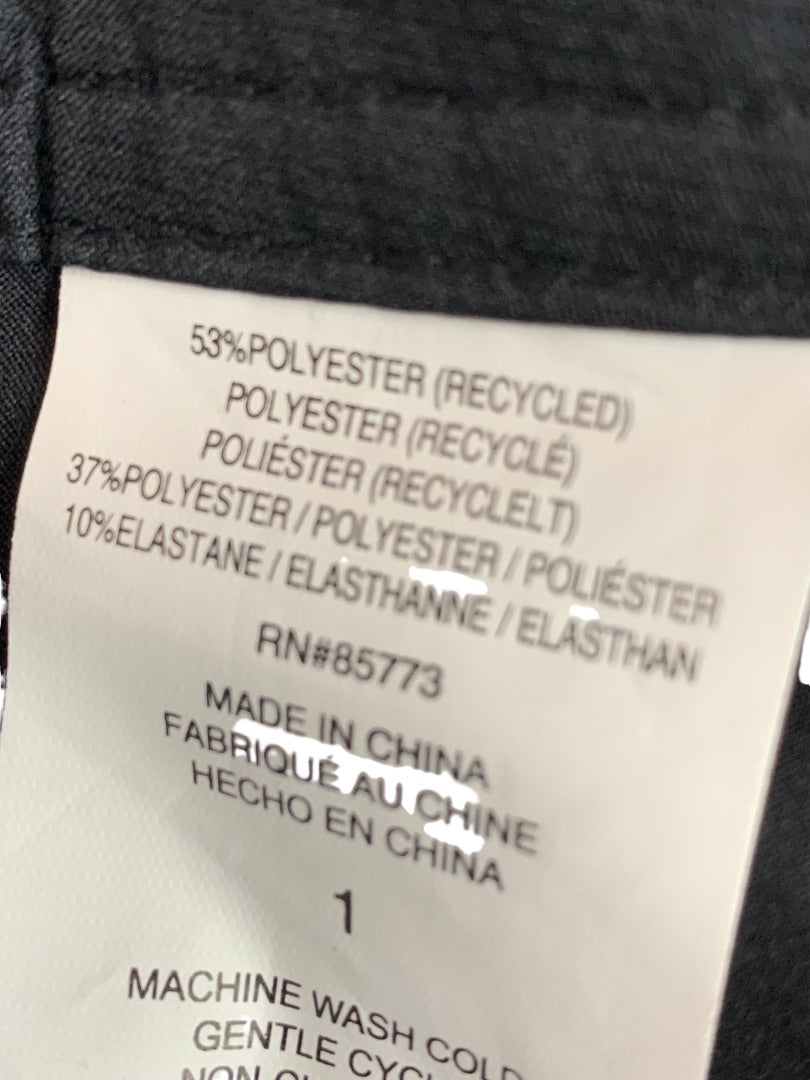 53%POLYESTER (RECYCLED)
POLYESTER (RECYCLÉ)
POLIÉSTER (RECYCLELT)
37%POLYESTER / POLYESTER / POLIÉSTER
10%ELASTANE / ELASTHANNE / ELASTHAN
RN#85773
MADE IN CHINA
FABRIQUÉ AU CHINE
HECHO EN CHINA
1
MACHINE WASH COLD
GENTLE
NON